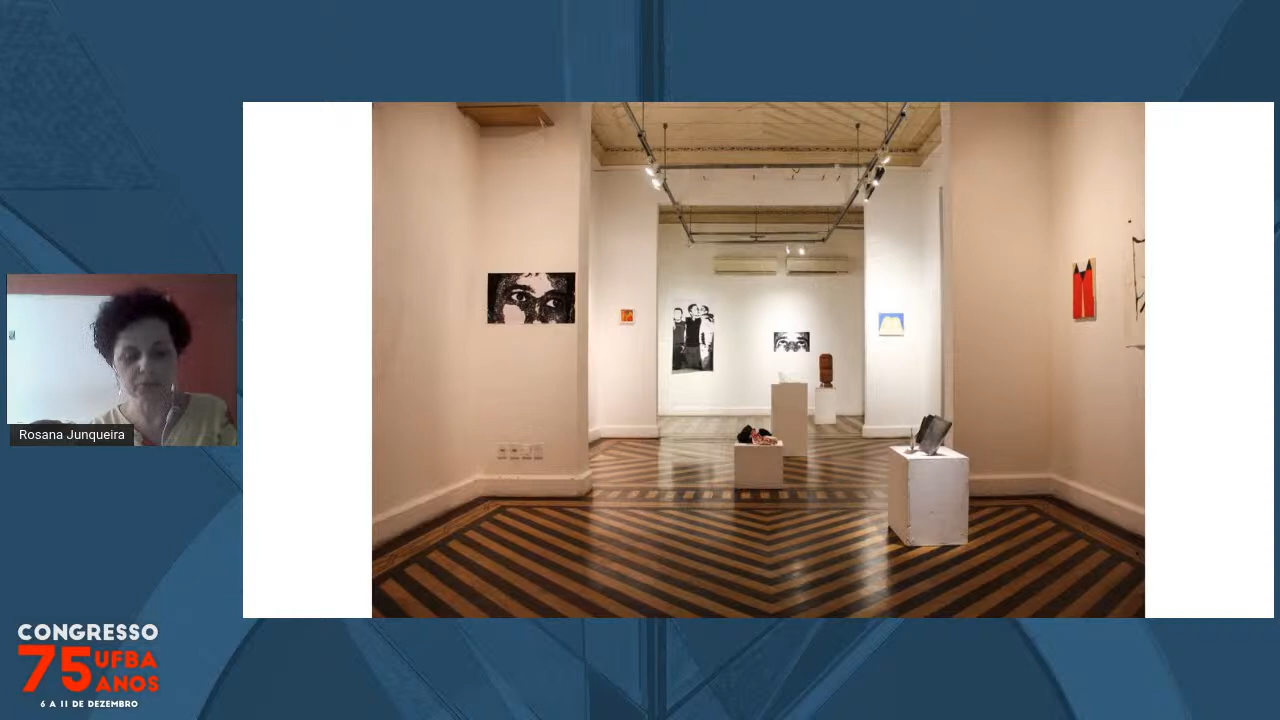 Rosana Junqueira
CONGRESSO
75 UFBA
ANOS
6 A 11 DE DEZEMBRO